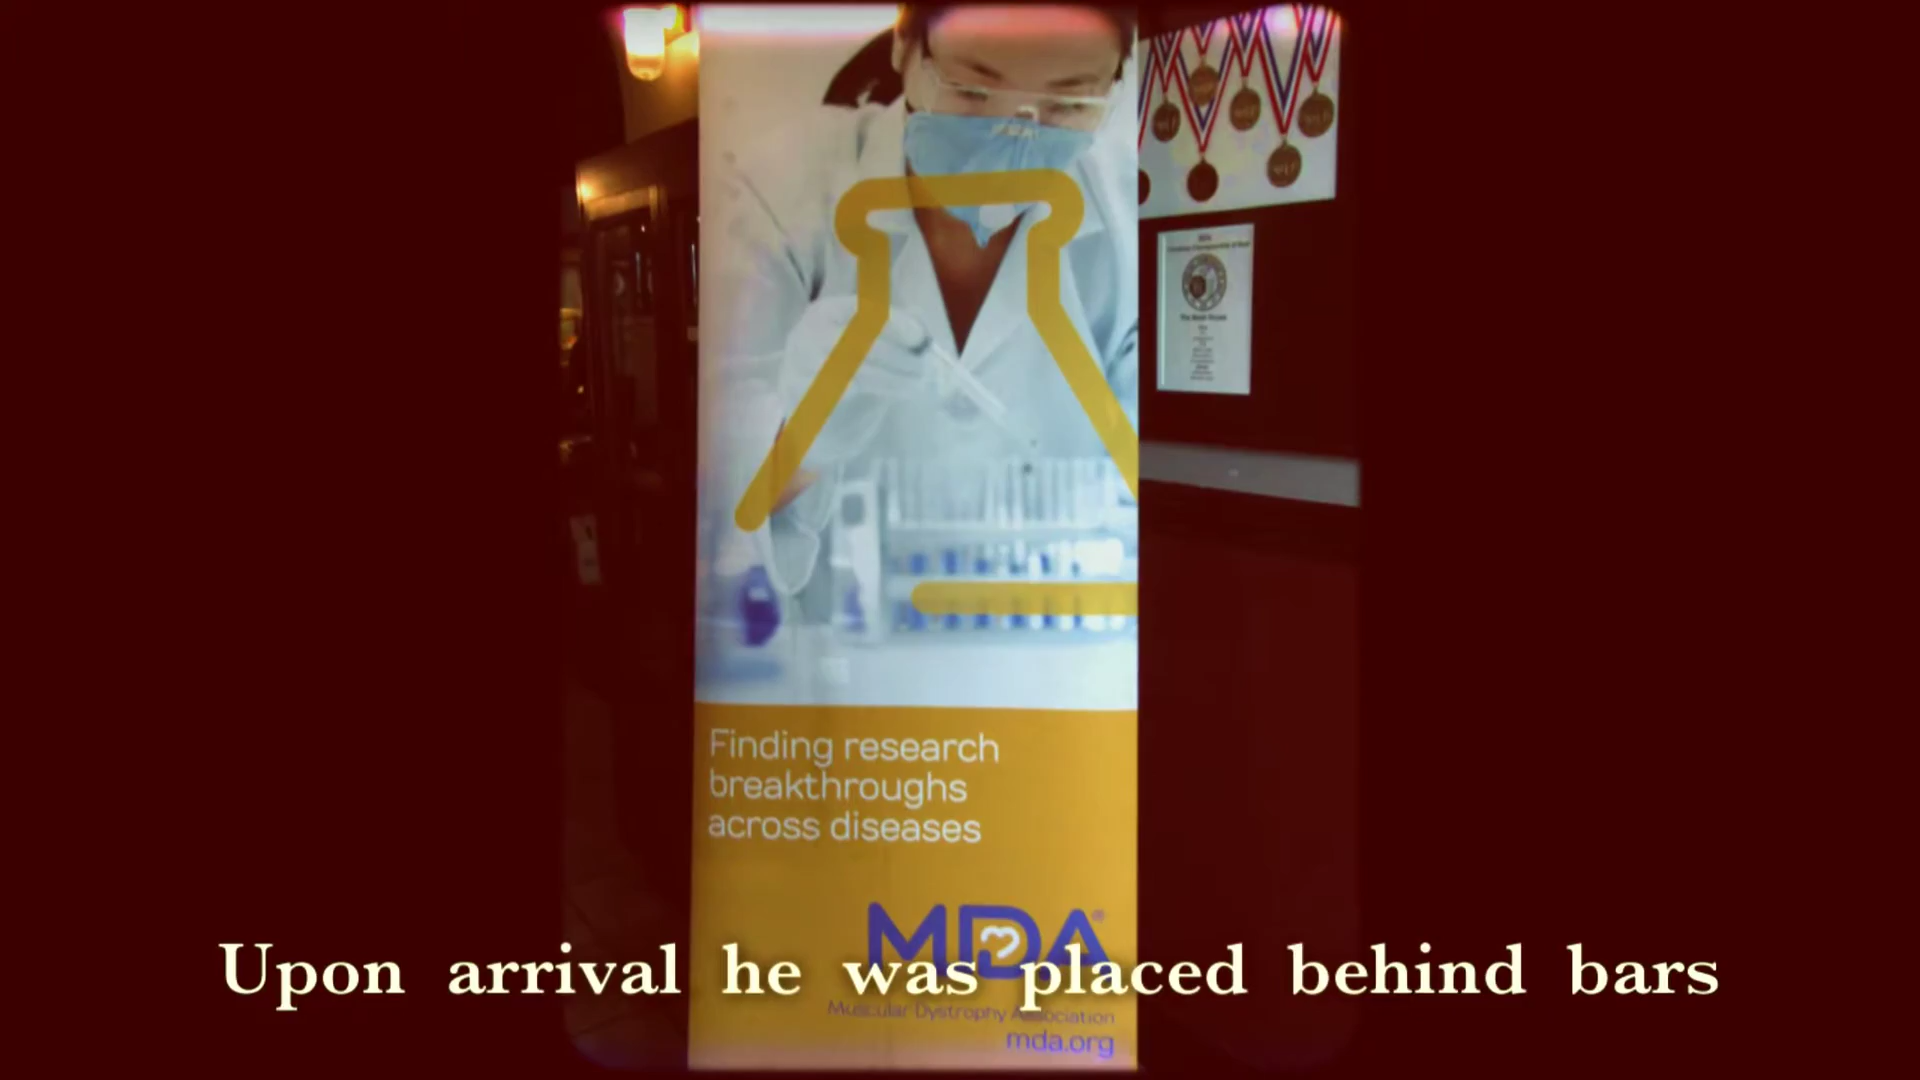 Finding research
breakthroughs
across diseases
MDA®
Upon arrival he was placed behind bars
Muscular Dystrophy Association
mda.org